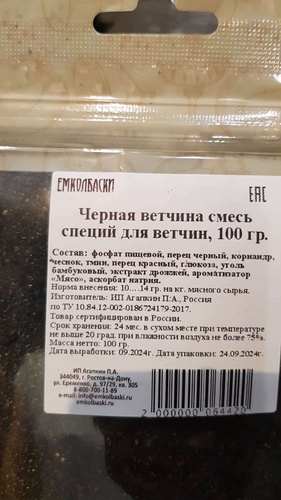 ЕМКОЛБАСКИ
ЕАС
Черная ветчина смесь
специй для ветчин, 100 гр.
Состав: фосфат пищевой, перец черный, кориандр,
чеснок, тмин, перец красный, глюкоза, уголь
бамбуковый, экстракт дрожжей, ароматизатор
«Мясо», аскорбат натрия.
Норма внесения: 10....14 гр. на кг. мясного сырья.
Изготовитель: ИП Агапкин П.А., Россия
по ТУ 10.84.12-002-0186724179-2017.
Товар сертифицирован в России.
Срок хранения: 24 мес. в сухом месте при температуре
не выше 20 град. при влажности воздуха не более 75%.
Масса нетто: 100 гр.
Дата выработки: 09.2024г. Дата упаковки: 24.09.2024г.
ИП Агапкин П.А.
344049, г. Ростов-на-Дону,
ул. Еременко, д. 97/29, кв. 305
8-800-700-11-89
e-mail: info@emkolbaski.ru
emkolbaski.ru
2 000000 064420